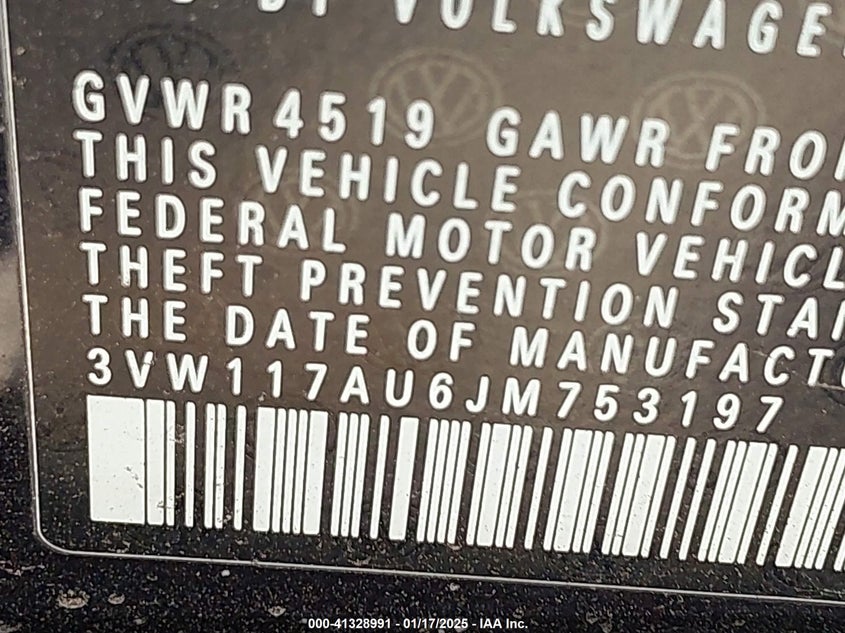 VOLKSWAGE
GVWR 4519 GAWR FRO
THIS VEHICLE CONFORM
FEDERAL MOTOR VEHICL
THEFT PREVENTION STA
THE DATE OF MANUFACT
3VW117AU6JM753197
000-41328991 - 01/17/2025 - IAA Inc.